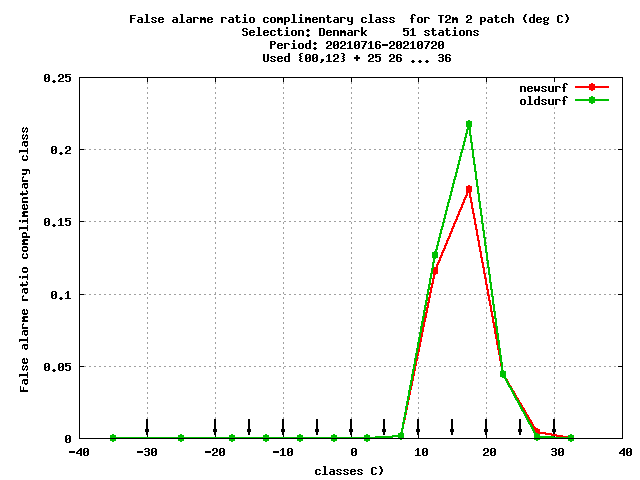 False alarme ratio complimentary class  for T2m 2 patch (deg C)
Selection: Denmark     51 stations
Period: 20210716-20210720
Used {00,12} + 25 26 ... 36
newsurf
oldsurf
False alarme ratio complimentary class
0.25
0.2
0.15
0.1
0.05
0
-40 -30 -20 -10 0 10 20 30 40
classes C)